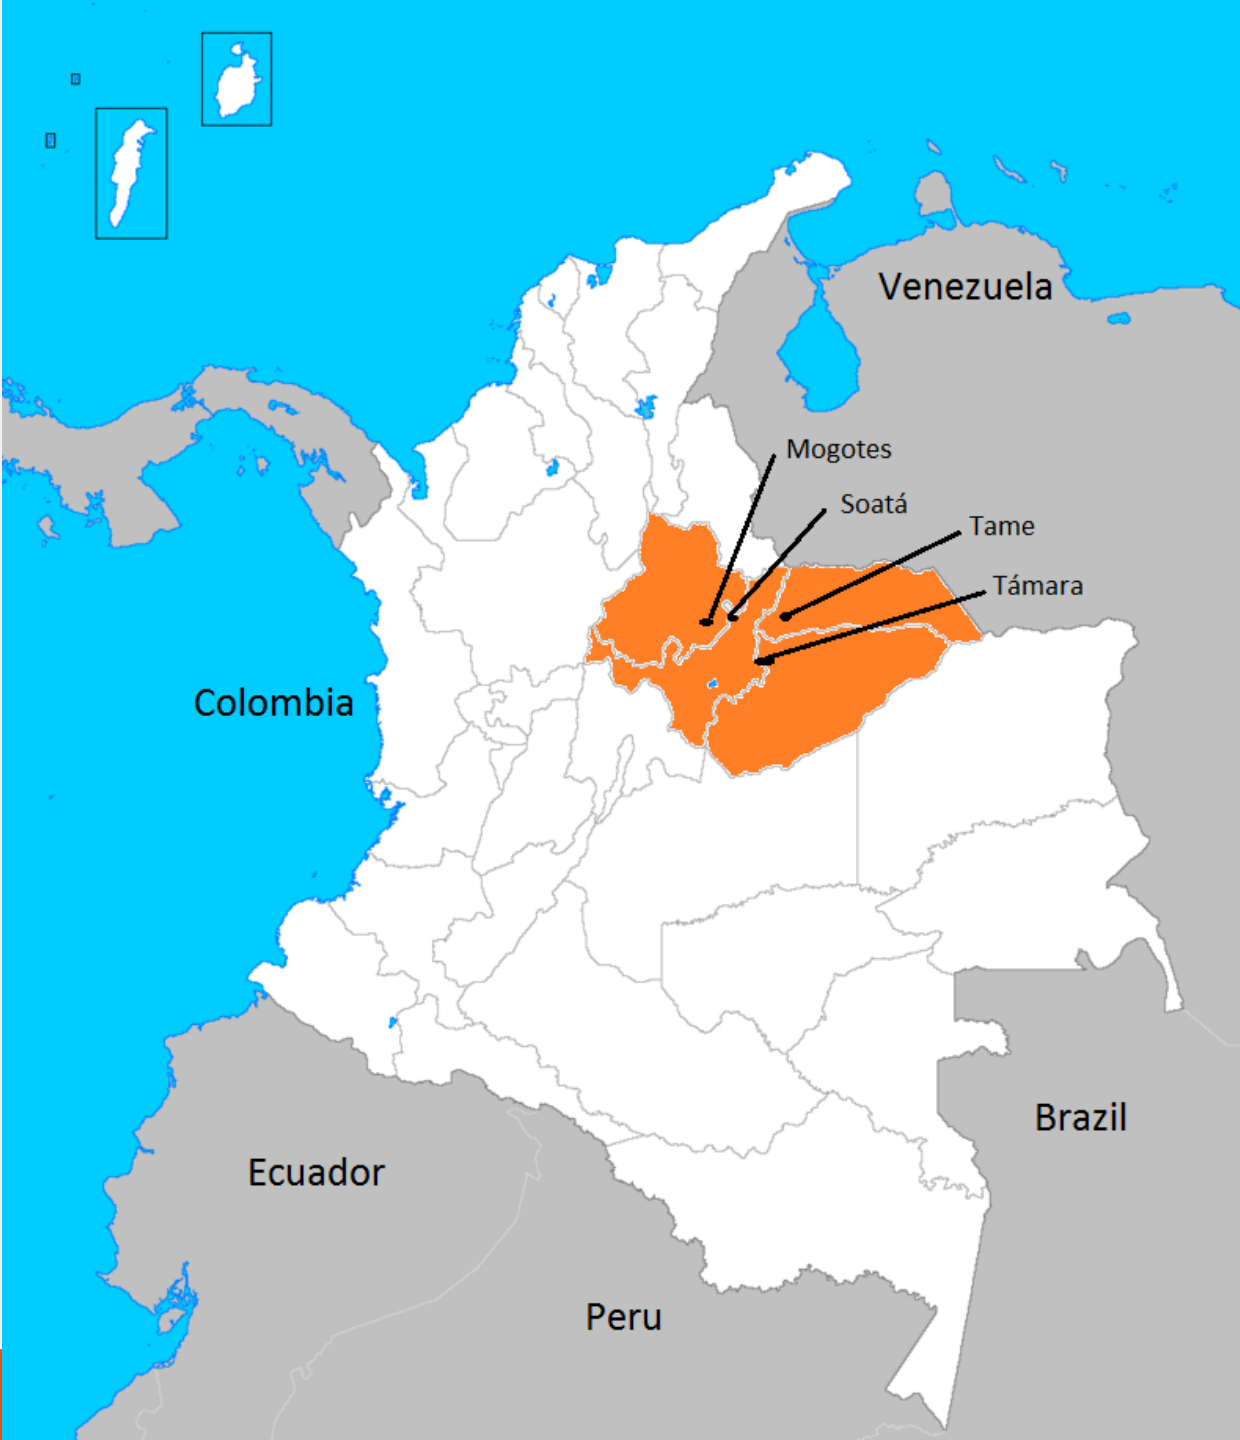 Venezuela
Mogotes
Soatá
Tame
Támara
Colombia
Brazil
Ecuador
Peru